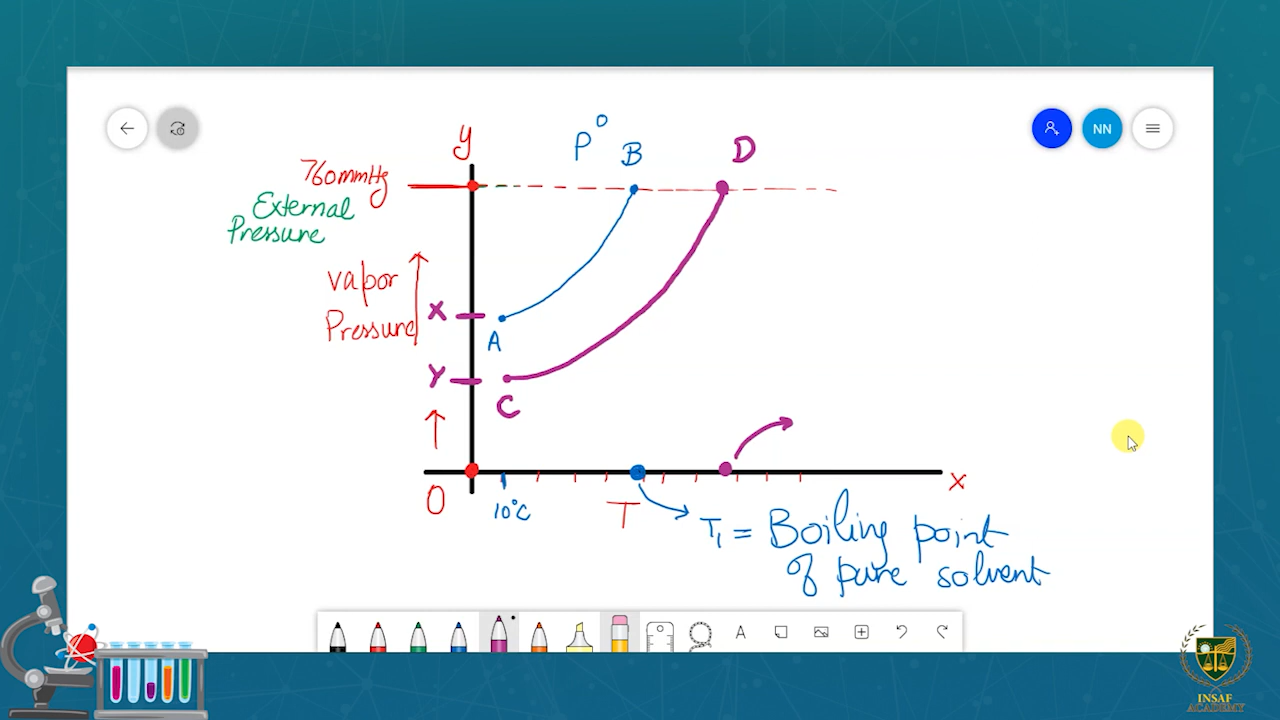 y
P° B D
760mmHg
External
Pressure
vapor
Pressure
X
A
Y
C
O
10°C
T
x
T₁ = Boiling point
of pure solvent
NN
A
INSAF
ACADEMY